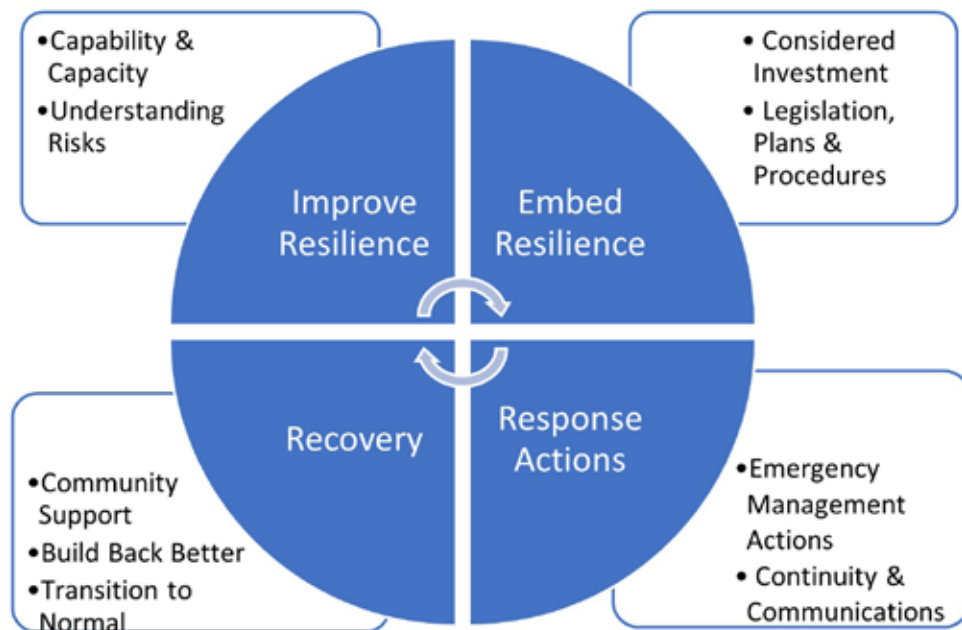 •Capability &
Capacity
•Understanding
Risks
• Considered
Investment
• Legislation,
Plans &
Procedures
Improve
Resilience
Embed
Resilience
Recovery
Response
Actions
•Community
Support
•Build Back Better
•Transition to
Normal
•Emergency
Management
Actions
• Continuity &
Communications